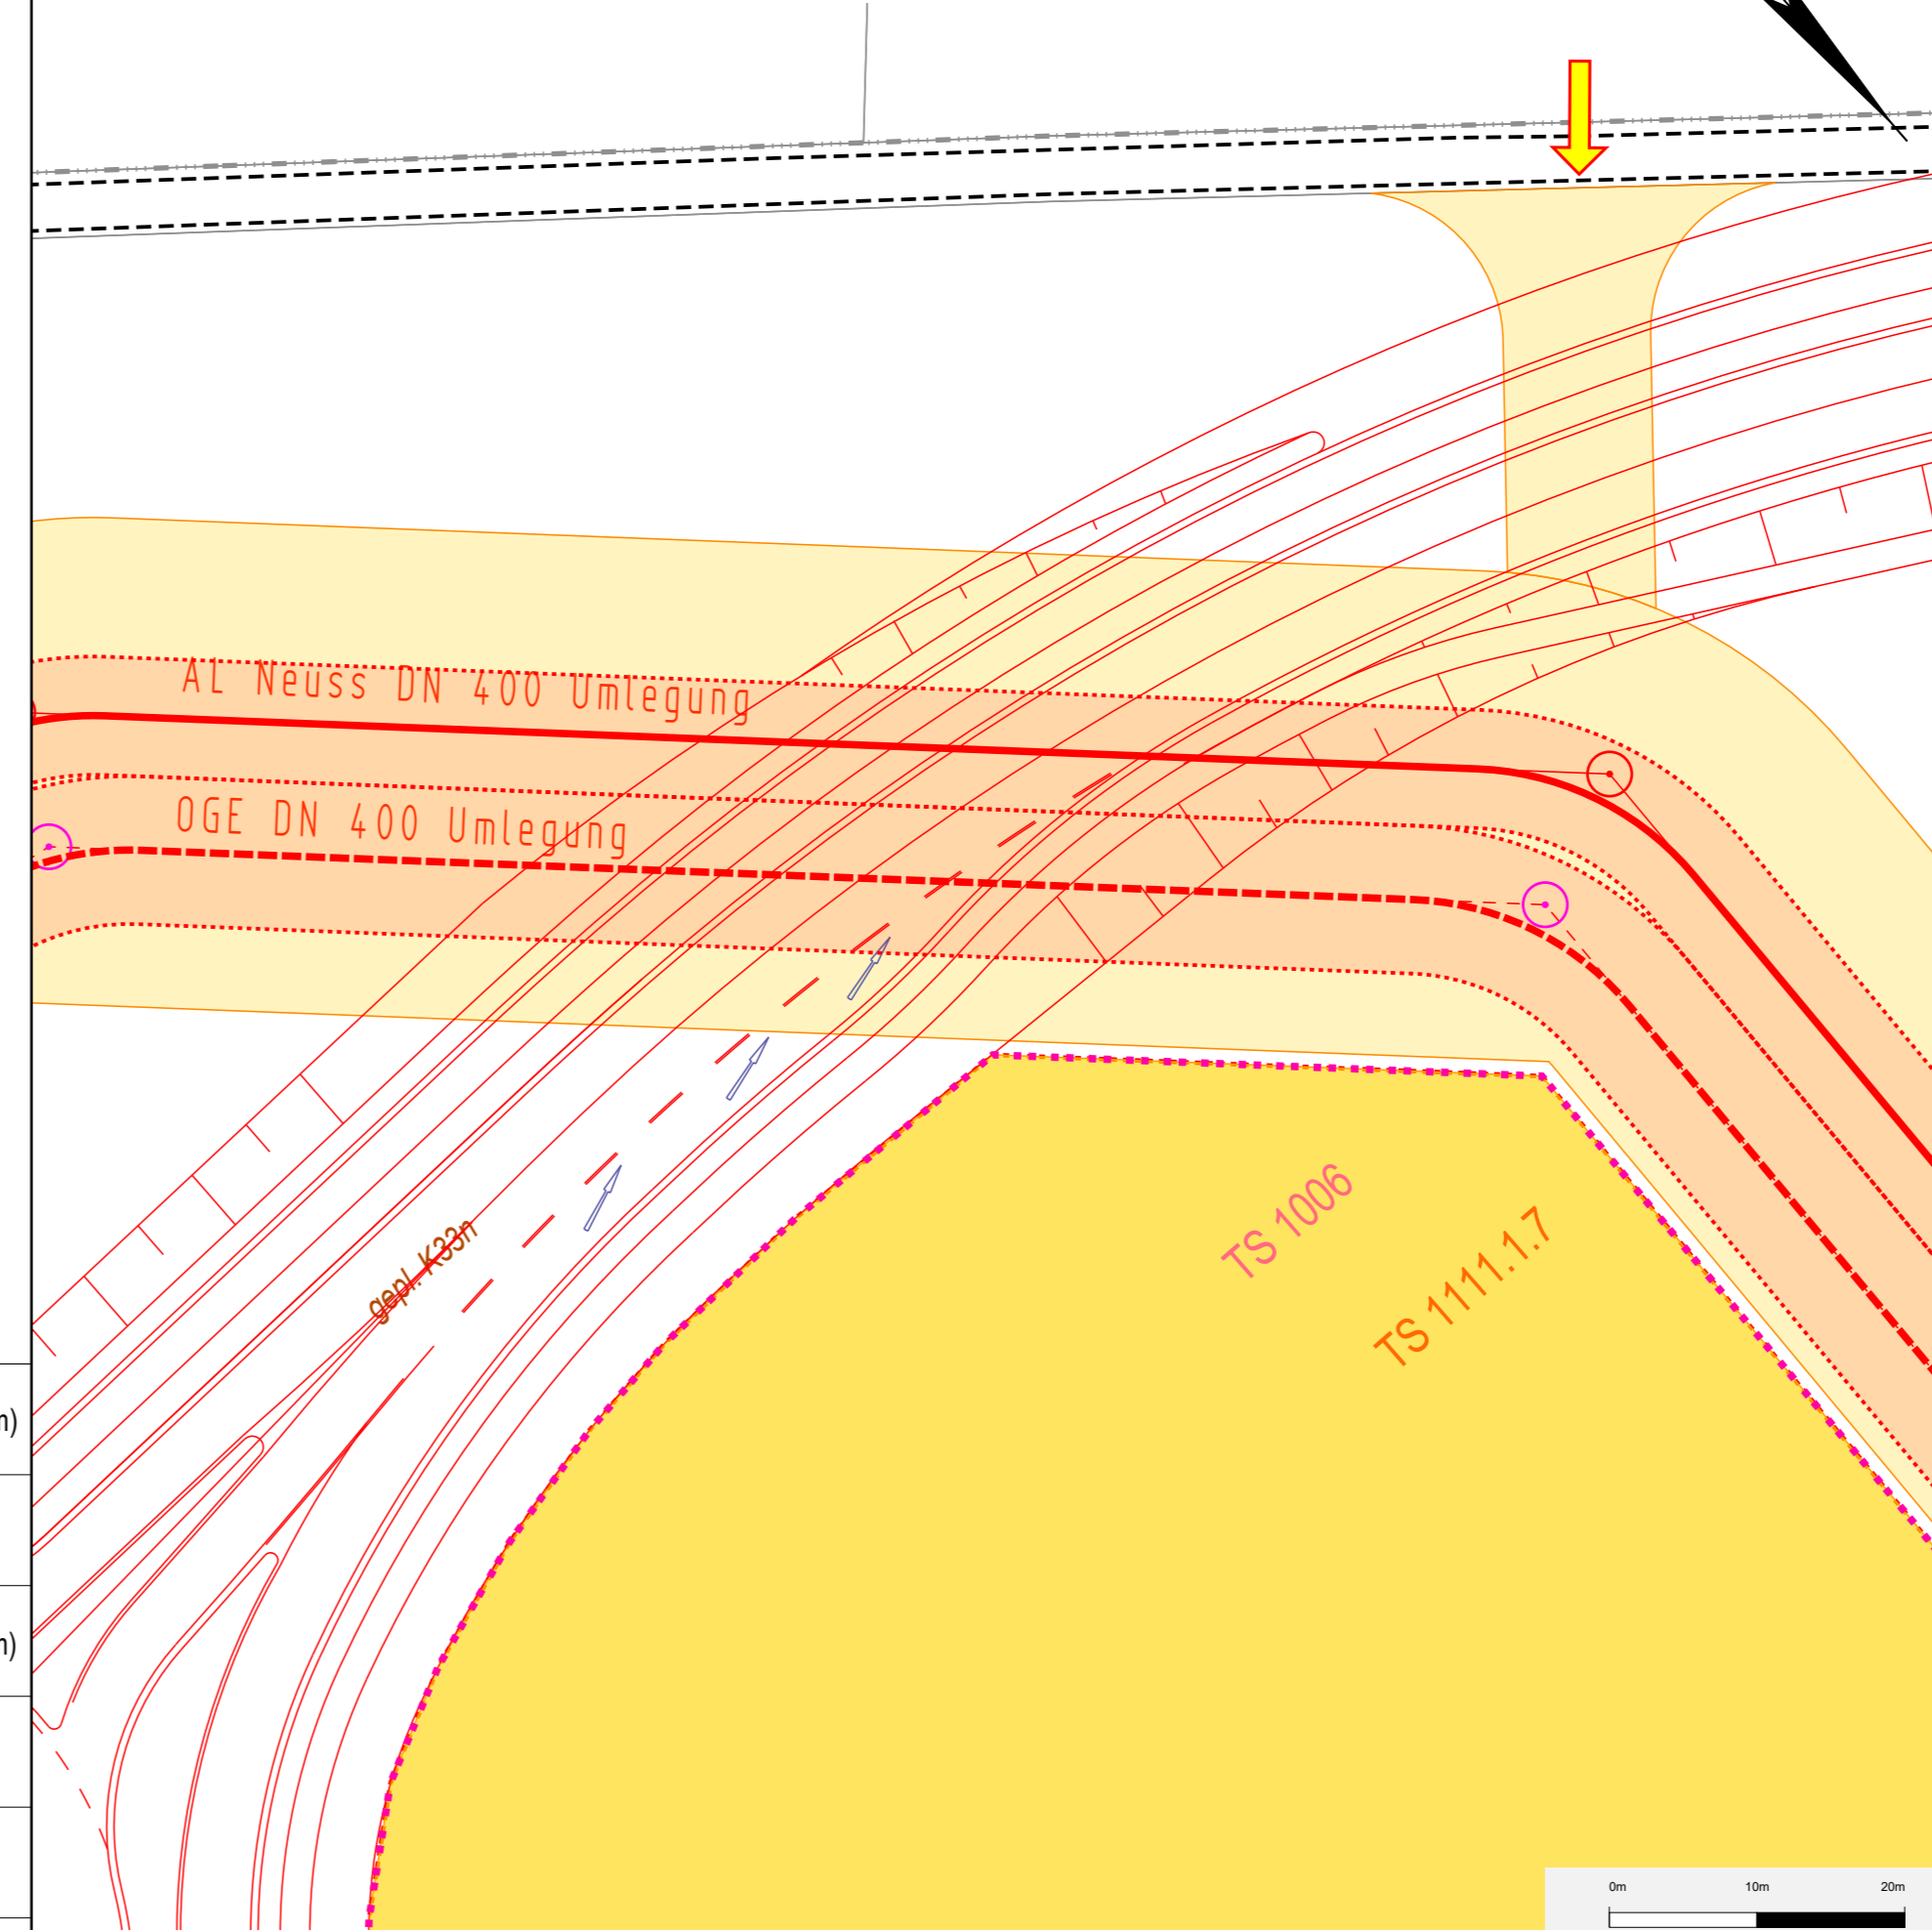 AL Neuss DN 400 Umlegung
OGE DN 400 Umlegung
TS 1006
TS 1111.1.7
gepl. K33n
m)
m)
0m 10m 20m